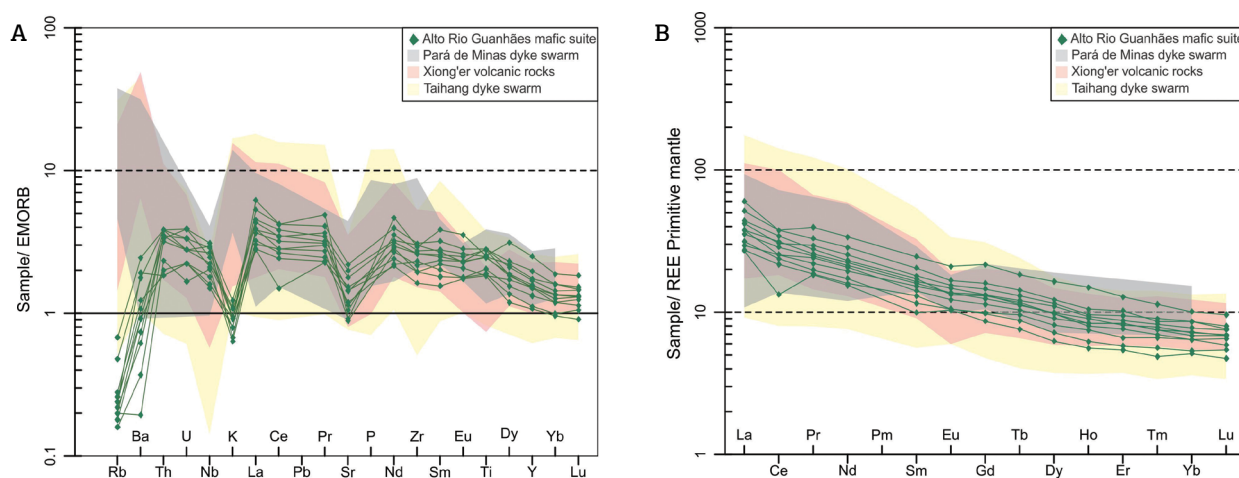 A
Alto Rio Guanhães mafic suite
Pará de Minas dyke swarm
Xiong'er volcanic rocks
Taihang dyke swarm
100
10
1
0.1
Sample/ EMORB
Ba U K Ce Pr P Zr Eu Dy Yb
Rb Th Nb La Pb Sr Nd Sm Ti Y Lu
B
Alto Rio Guanhães mafic suite
Pará de Minas dyke swarm
Xiong'er volcanic rocks
Taihang dyke swarm
1000
100
10
1
Sample/ REE Primitive mantle
La Pr Pm Eu Tb Ho Tm Lu
Ce Nd Sm Gd Dy Er Yb